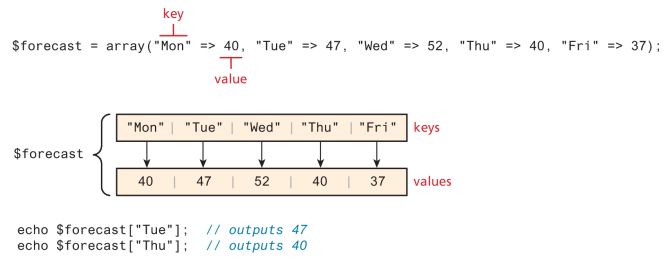 key
$forecast = array("Mon" => 40, "Tue" => 47, "Wed" => 52, "Thu" => 40, "Fri" => 37);
value
"Mon" | "Tue" | "Wed" | "Thu" | "Fri" keys
$forecast
40 | 47 | 52 | 40 | 37 values
echo $forecast["Tue"]; // outputs 47
echo $forecast["Thu"]; // outputs 40